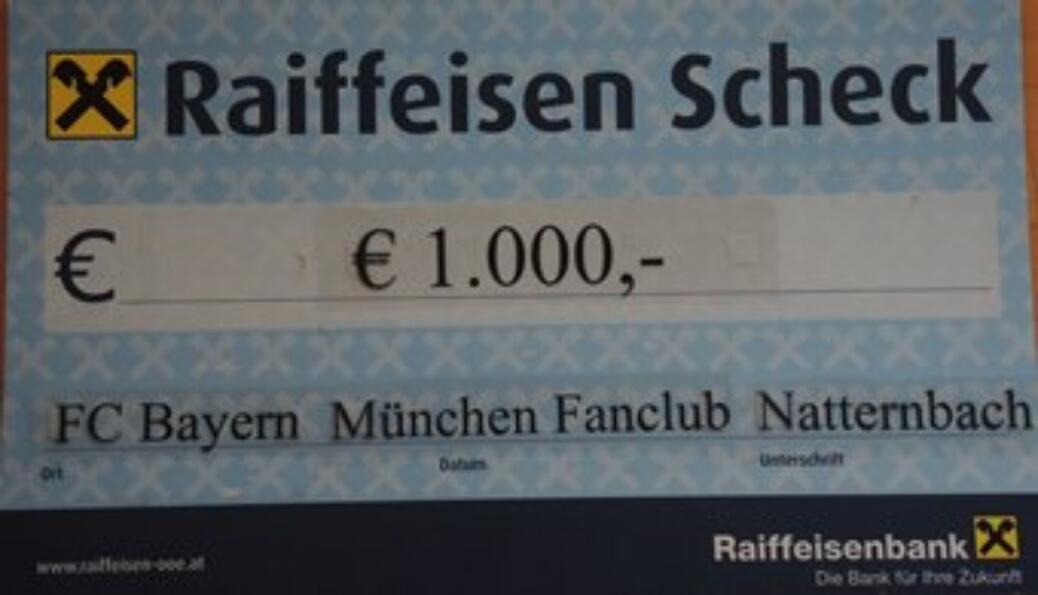 Raiffeisen Scheck
€ € 1.000,-
FC Bayern München Fanclub Natternbach
Ort Datum Unterschrift
www.raiffeisen-ooe.at
Raiffeisenbank
Die Bank für Ihre Zukunft